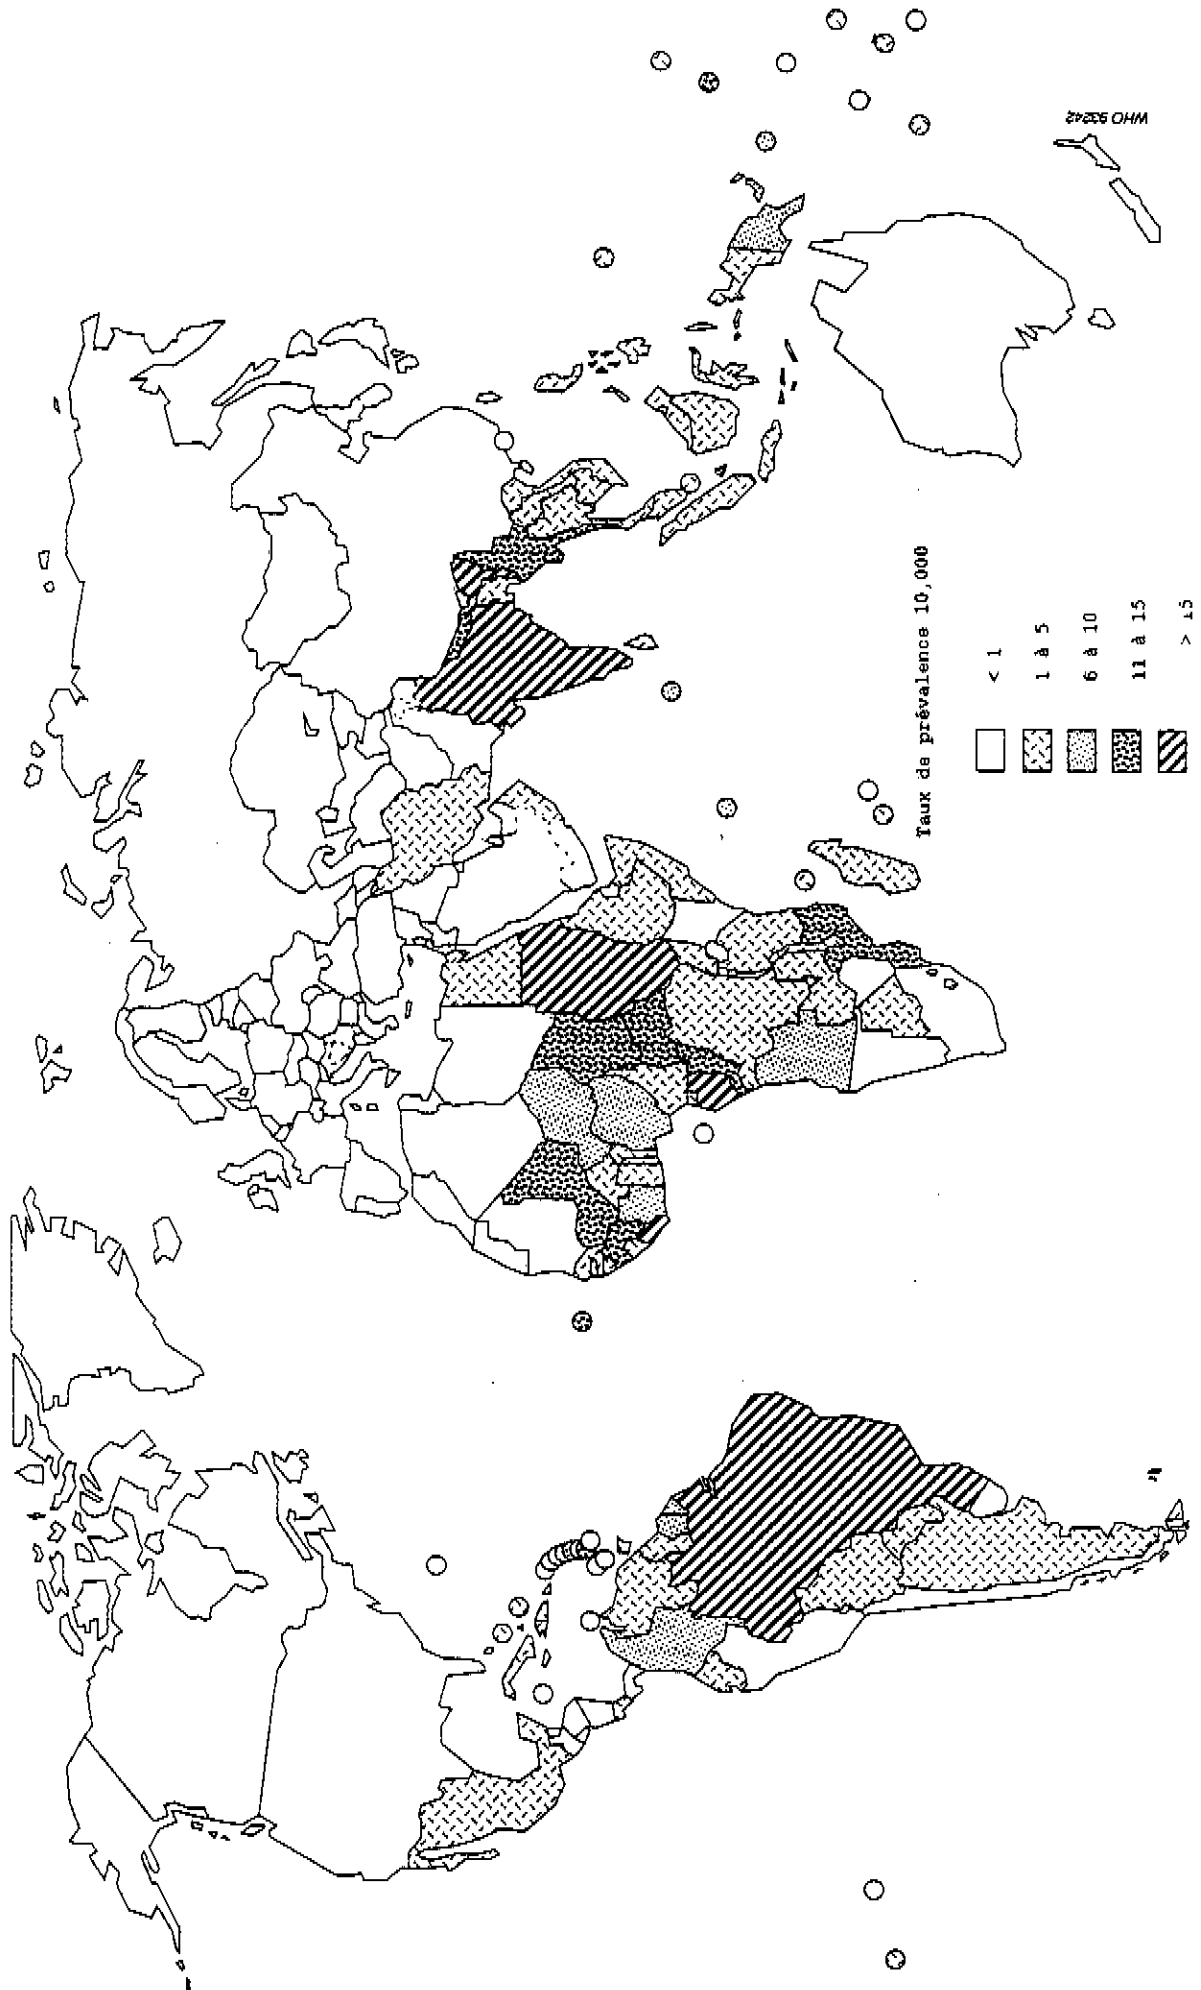 Taux de prévalence 10,000
< 1
1 à 5
6 à 10
11 à 15
> 15
WHO 93242